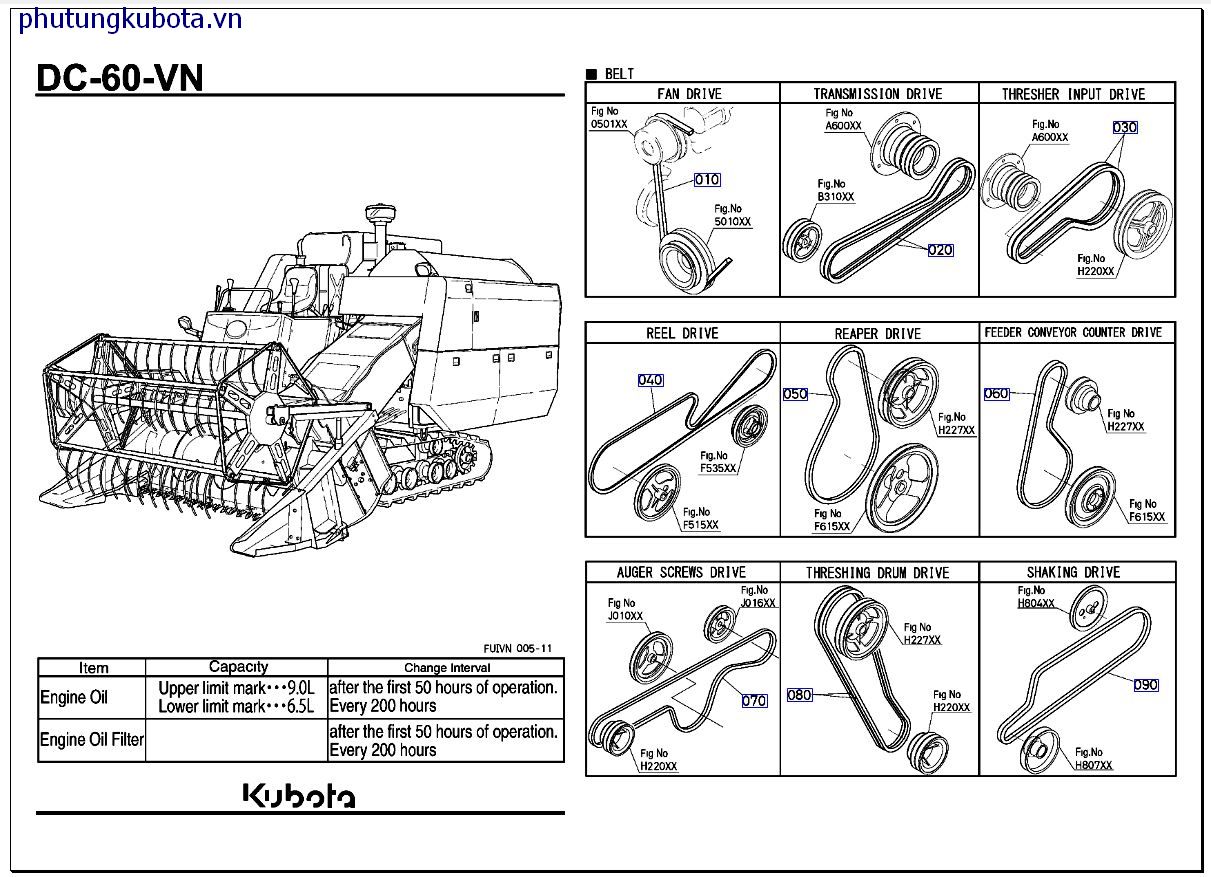 phutungkubota.vn
DC-60-VN
FUIVN 005-11
Item Capacity Change Interval
Engine Oil
Upper limit mark···9.0L
Lower limit mark···6.5L
after the first 50 hours of operation.
Every 200 hours
Engine Oil Filter
after the first 50 hours of operation.
Every 200 hours
Kubota
■ BELT
FAN DRIVE
Fig No
0501XX
010
Fig.No
5010XX
TRANSMISSION DRIVE
Fig No
A600XX
Fig.No
B310XX
020
THRESHER INPUT DRIVE
Fig.No
A600XX
030
Fig.No
H220XX
REEL DRIVE
040
Fig.No
F535XX
Fig.No
F515XX
REAPER DRIVE
050
Fig.No
H227XX
Fig No
F615XX
FEEDER CONVEYOR COUNTER DRIVE
060
Fig No
H227XX
Fig No
F615XX
AUGER SCREWS DRIVE
Fig No
J010XX
Fig.No
J016XX
070
Fig No
H220XX
THRESHING DRUM DRIVE
Fig No
H227XX
080
Fig.No
H220XX
SHAKING DRIVE
Fig.No
H804XX
090
Fig.No
H807XX